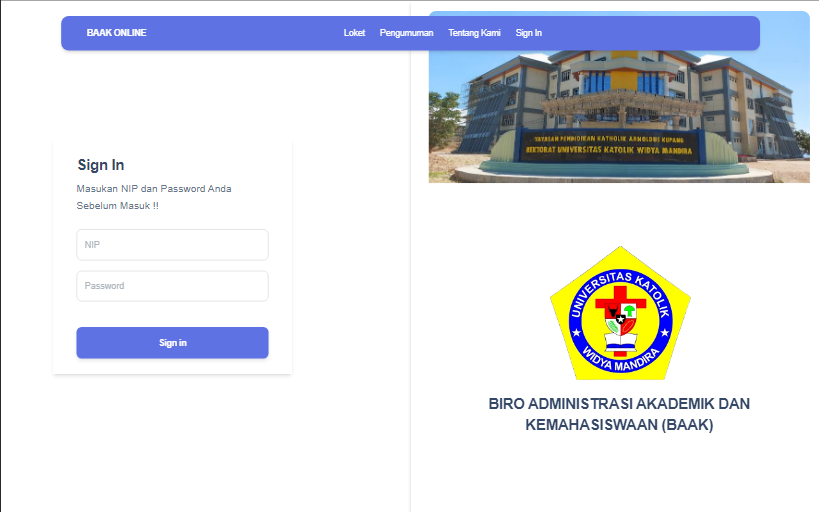 BAAK ONLINE
Loket
Pengumuman
Tentang Kami
Sign In
Sign In
Masukan NIP dan Password Anda
Sebelum Masuk !!
NIP
Password
Sign in
YAYASAN PENDIDIKAN KATHOLIK ARNOLDUS KUPANG
REKTORAT UNIVERSITAS KATOLIK WIDYA MANDIRA
UNIVERSITAS KATOLIK
WIDYA MANDIRA
BIRO ADMINISTRASI AKADEMIK DAN
KEMAHASISWAAN (BAAK)